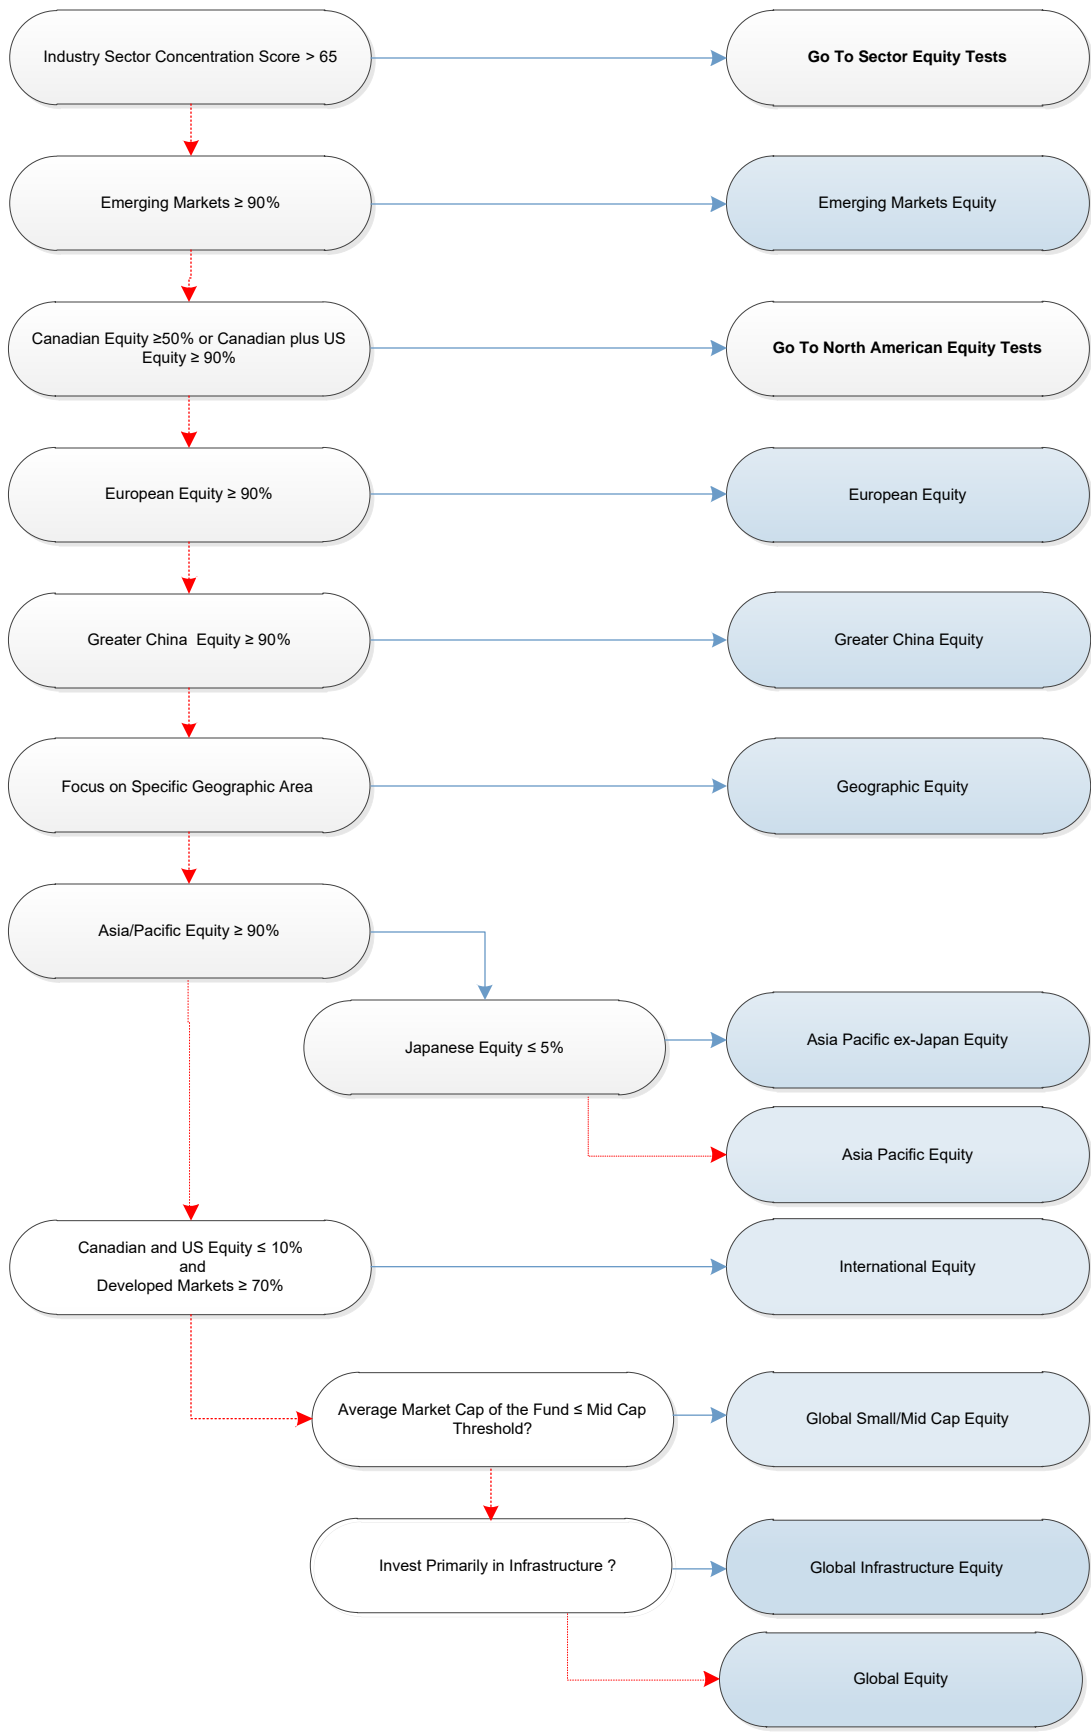 Industry Sector Concentration Score > 65
Go To Sector Equity Tests
Emerging Markets ≥ 90%
Emerging Markets Equity
Canadian Equity ≥50% or Canadian plus US
Equity ≥ 90%
Go To North American Equity Tests
European Equity ≥ 90%
European Equity
Greater China  Equity ≥ 90%
Greater China Equity
Focus on Specific Geographic Area
Geographic Equity
Asia/Pacific Equity ≥ 90%
Japanese Equity ≤ 5%
Asia Pacific ex-Japan Equity
Asia Pacific Equity
Canadian and US Equity ≤ 10%
and
Developed Markets ≥ 70%
International Equity
Average Market Cap of the Fund ≤ Mid Cap
Threshold?
Global Small/Mid Cap Equity
Invest Primarily in Infrastructure ?
Global Infrastructure Equity
Global Equity